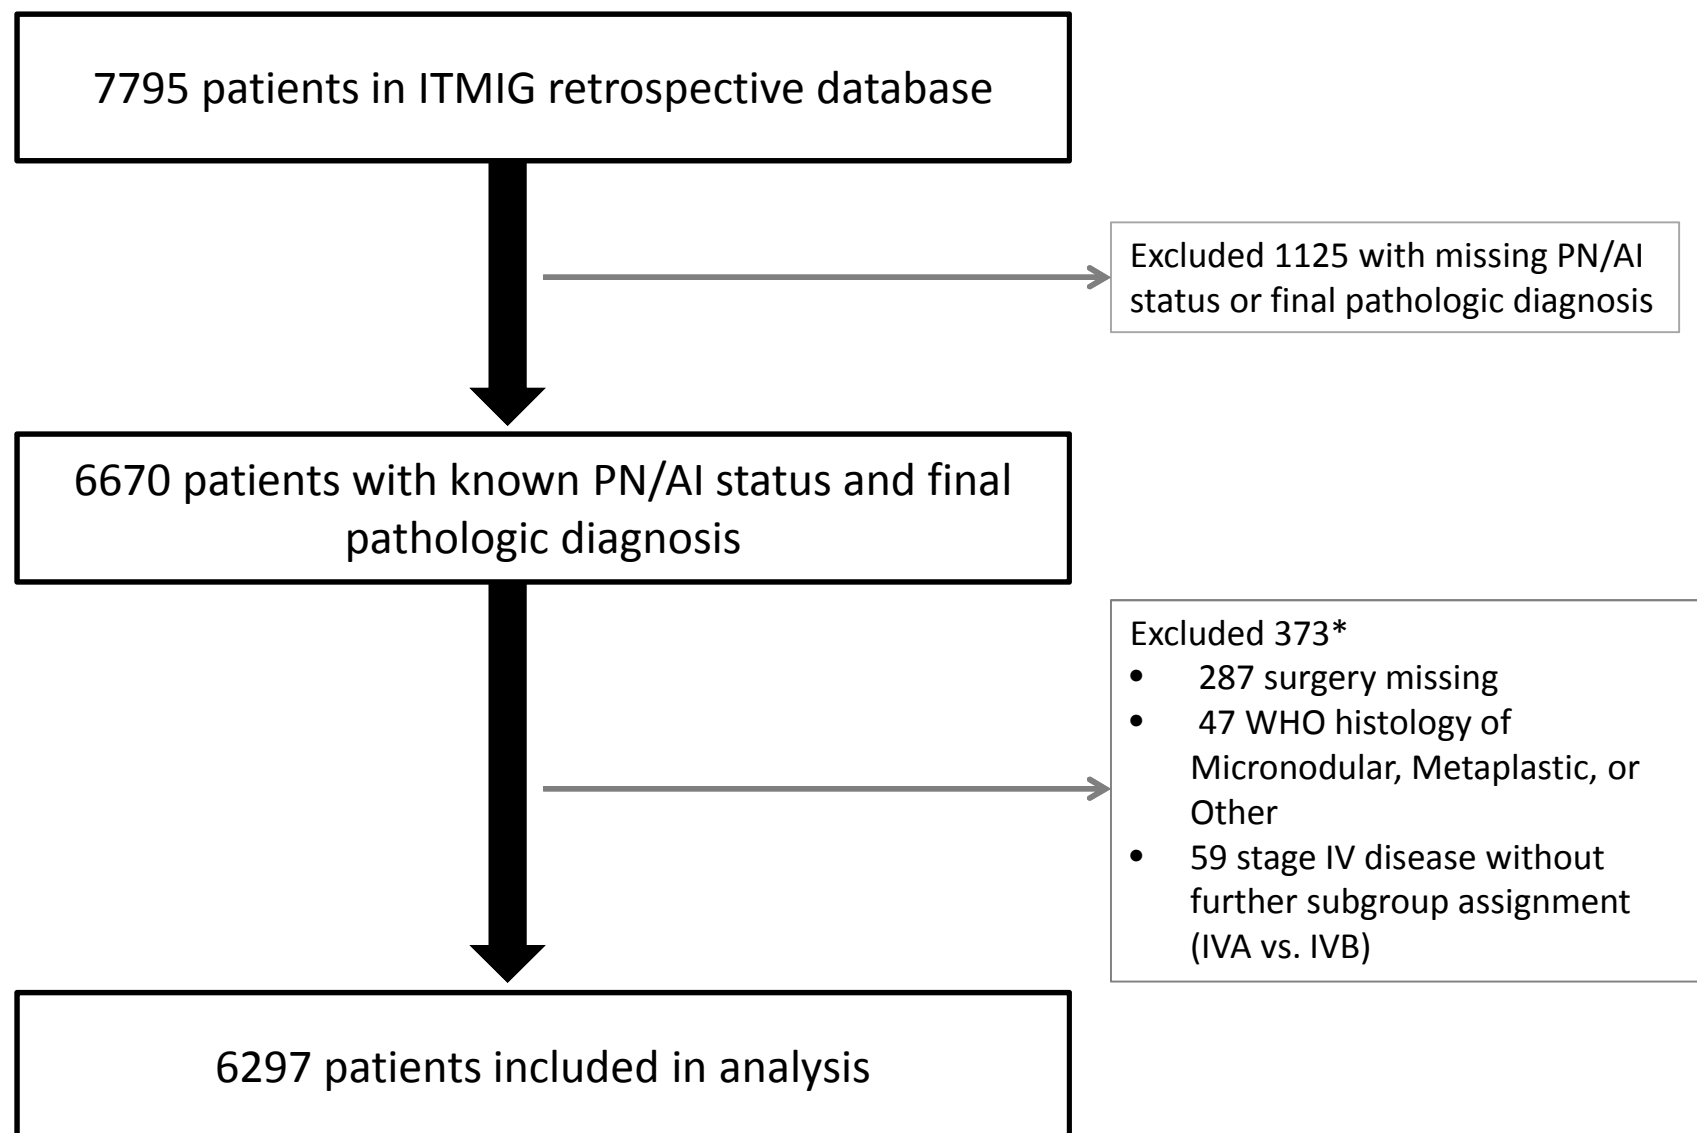 7795 patients in ITMIG retrospective database
Excluded 1125 with missing PN/AI
status or final pathologic diagnosis
6670 patients with known PN/AI status and final
pathologic diagnosis
Excluded 373*
• 287 surgery missing
• 47 WHO histology of
Micronodular, Metaplastic, or
Other
• 59 stage IV disease without
further subgroup assignment
(IVA vs. IVB)
6297 patients included in analysis